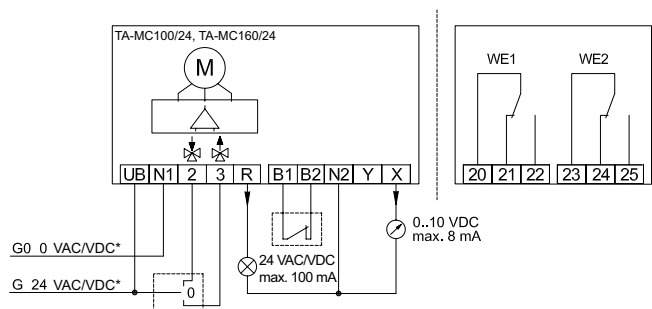 TA-MC100/24, TA-MC160/24
WE1 WE2
M
UB N1 2 3 R B1 B2 N2 Y X
20 21 22 23 24 25
0..10 VDC
max. 8 mA
G0 0 VAC/VDC*
24 VAC/VDC
max. 100 mA
G 24 VAC/VDC*
0